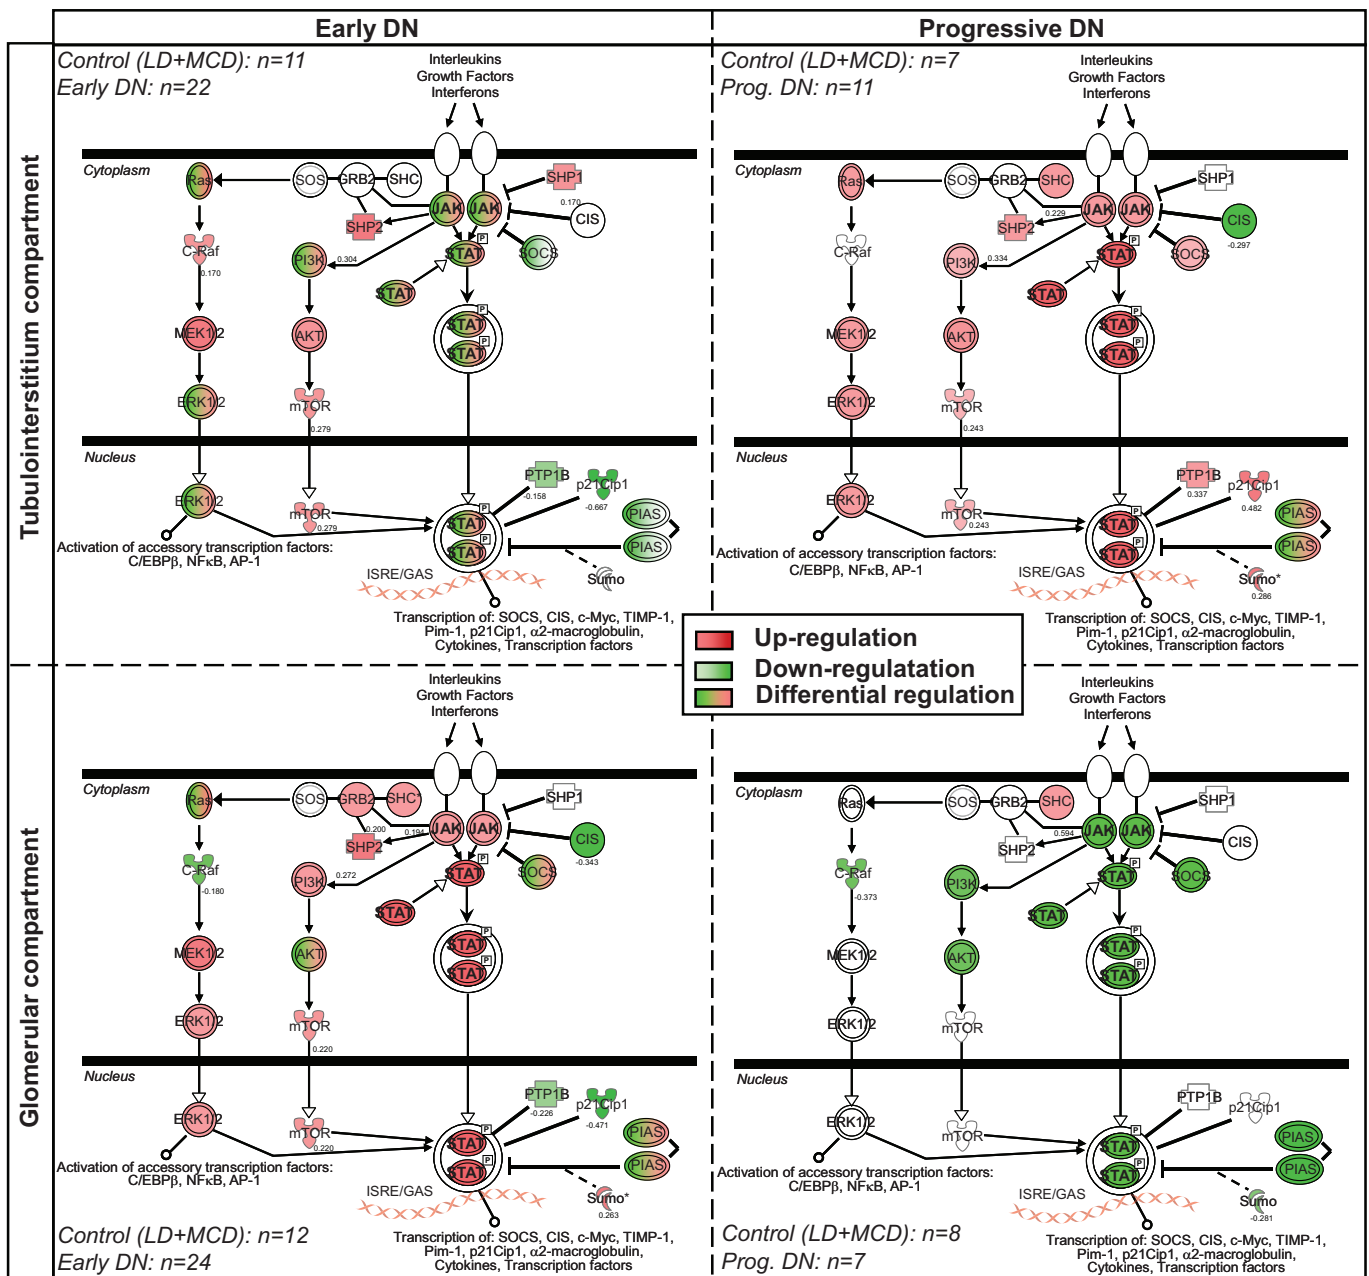 Early DN
Progressive DN
Tubulointerstitium compartment
Glomerular compartment
Control (LD+MCD): n=11
Early DN: n=22
Interleukins
Growth Factors
Interferons
Cytoplasm
Ras
SOS
GRB2
SHC
SHP1
0.170
JAK
JAK
CIS
SHP2
P
STAT
SOCS
C-Raf
0.170
PI3K
0.304
STAT
MEK1/2
AKT
P
STAT
P
STAT
ERK1/2
mTOR
0.279
Nucleus
PTP1B
-0.158
p21Cip1
-0.667
ERK1/2
mTOR
0.279
P
STAT
P
STAT
PIAS
PIAS
Sumo
Activation of accessory transcription factors:
C/EBPβ, NFκB, AP-1
ISRE/GAS
Transcription of: SOCS, CIS, c-Myc, TIMP-1,
Pim-1, p21Cip1, α2-macroglobulin,
Cytokines, Transcription factors
Control (LD+MCD): n=7
Prog. DN: n=11
Interleukins
Growth Factors
Interferons
Cytoplasm
Ras
SOS
GRB2
SHC
SHP1
JAK
JAK
CIS
-0.297
0.229
SHP2
P
STAT
SOCS
C-Raf
PI3K
0.334
STAT
MEK1/2
AKT
P
STAT
P
STAT
ERK1/2
mTOR
0.243
Nucleus
PTP1B
0.337
p21Cip1
0.482
ERK1/2
mTOR
0.243
P
STAT
P
STAT
PIAS
PIAS
Sumo*
0.286
Activation of accessory transcription factors:
C/EBPβ, NFκB, AP-1
ISRE/GAS
Transcription of: SOCS, CIS, c-Myc, TIMP-1,
Pim-1, p21Cip1, α2-macroglobulin,
Cytokines, Transcription factors
Up-regulation
Down-regulatation
Differential regulation
Interleukins
Growth Factors
Interferons
Cytoplasm
Ras
SOS
GRB2
SHC*
SHP1
0.200
0.194
JAK
JAK
CIS
-0.343
SHP2
P
STAT
SOCS
C-Raf
-0.180
PI3K
0.272
STAT
MEK1/2
AKT
P
STAT
P
STAT
ERK1/2
mTOR
0.220
Nucleus
PTP1B
-0.226
p21Cip1
-0.471
ERK1/2
mTOR
0.220
P
STAT
P
STAT
PIAS
PIAS
Sumo*
0.263
Activation of accessory transcription factors:
C/EBPβ, NFκB, AP-1
ISRE/GAS
Transcription of: SOCS, CIS, c-Myc, TIMP-1,
Pim-1, p21Cip1, α2-macroglobulin,
Cytokines, Transcription factors
Control (LD+MCD): n=12
Early DN: n=24
Interleukins
Growth Factors
Interferons
Cytoplasm
Ras
SOS
GRB2
SHC
SHP1
0.594
JAK
JAK
CIS
SHP2
P
STAT
SOCS
C-Raf
-0.373
PI3K
STAT
MEK1/2
AKT
P
STAT
P
STAT
ERK1/2
mTOR
Nucleus
PTP1B
p21Cip1
ERK1/2
mTOR
P
STAT
P
STAT
PIAS
PIAS
Sumo
-0.281
Activation of accessory transcription factors:
C/EBPβ, NFκB, AP-1
ISRE/GAS
Transcription of: SOCS, CIS, c-Myc, TIMP-1,
Pim-1, p21Cip1, α2-macroglobulin,
Cytokines, Transcription factors
Control (LD+MCD): n=8
Prog. DN: n=7